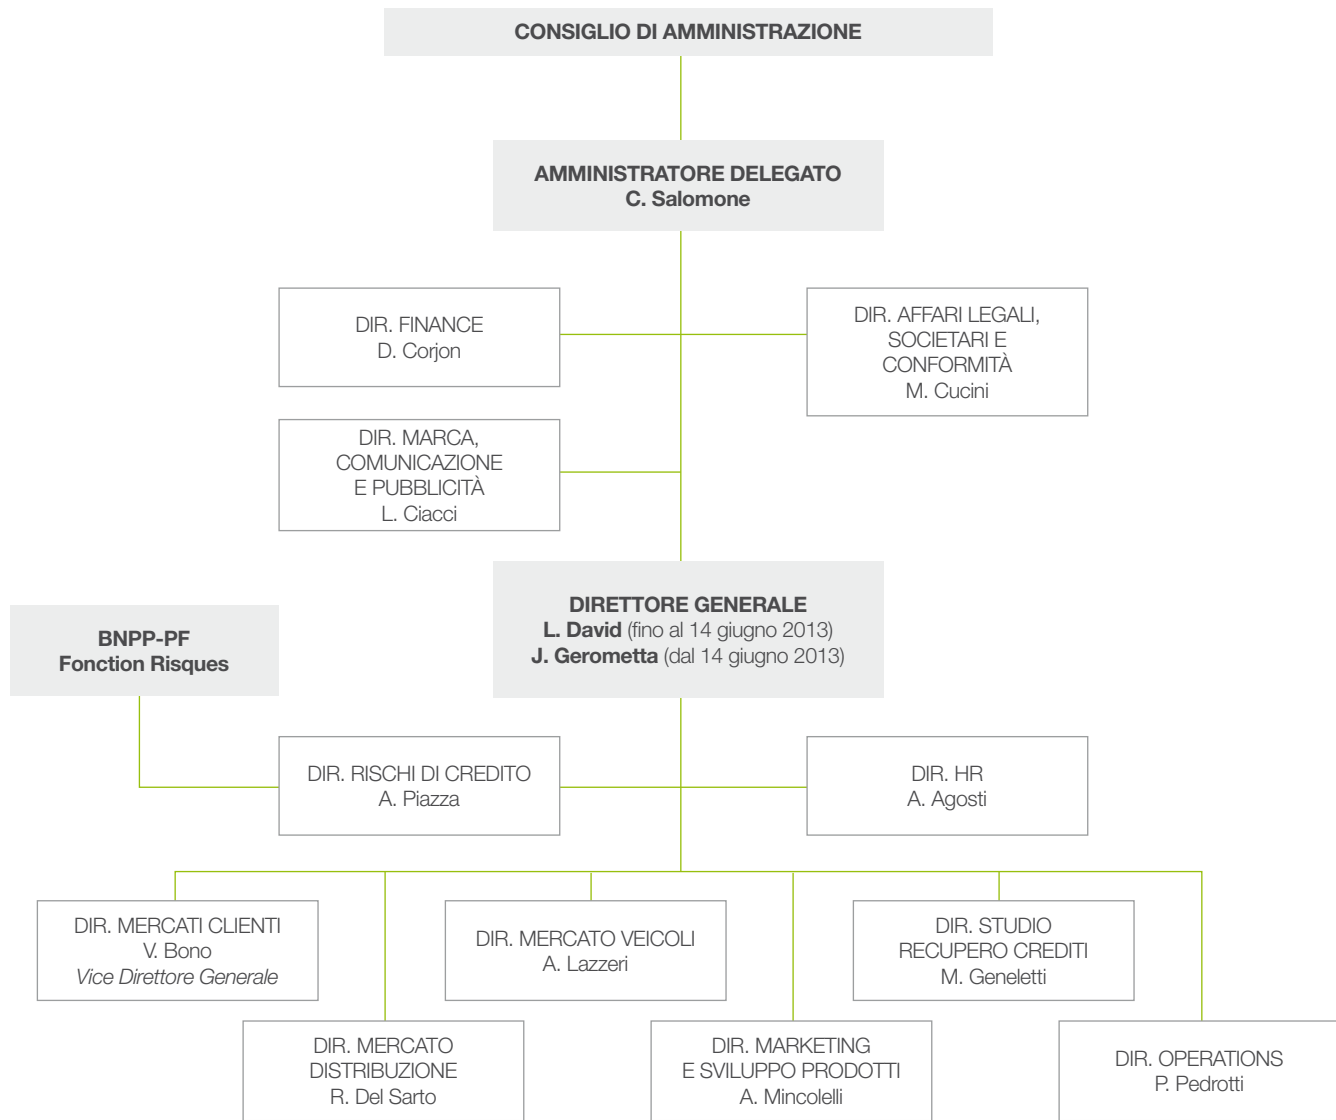 CONSIGLIO DI AMMINISTRAZIONE
AMMINISTRATORE DELEGATO
C. Salomone
DIR. FINANCE
D. Corjon
DIR. AFFARI LEGALI,
SOCIETARI E
CONFORMITÀ
M. Cucini
DIR. MARCA,
COMUNICAZIONE
E PUBBLICITÀ
L. Ciacci
DIRETTORE GENERALE
L. David (fino al 14 giugno 2013)
J. Gerometta (dal 14 giugno 2013)
BNPP-PF
Fonction Risques
DIR. RISCHI DI CREDITO
A. Piazza
DIR. HR
A. Agosti
DIR. MERCATI CLIENTI
V. Bono
Vice Direttore Generale
DIR. MERCATO VEICOLI
A. Lazzeri
DIR. STUDIO
RECUPERO CREDITI
M. Geneletti
DIR. MERCATO
DISTRIBUZIONE
R. Del Sarto
DIR. MARKETING
E SVILUPPO PRODOTTI
A. Mincolelli
DIR. OPERATIONS
P. Pedrotti